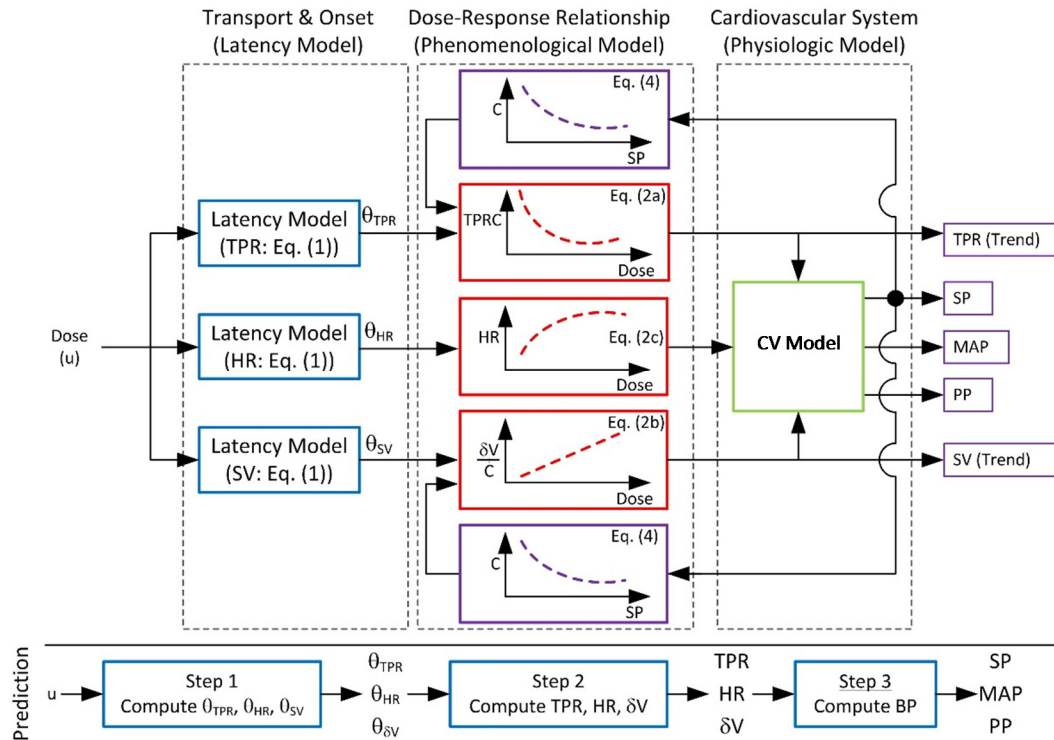 Transport & Onset
(Latency Model)
Dose-Response Relationship
(Phenomenological Model)
Cardiovascular System
(Physiologic Model)
Eq. (4)
C
SP
Latency Model
(TPR: Eq. (1))
θTPR
Eq. (2a)
TPRC
Dose
TPR (Trend)
SP
Dose
(u)
Latency Model
(HR: Eq. (1))
θHR
HR
Eq. (2c)
Dose
CV Model
MAP
PP
Latency Model
(SV: Eq. (1))
θSV
Eq. (2b)
δV
C
Dose
SV (Trend)
Eq. (4)
C
SP
Prediction
u
Step 1
Compute θTPR, θHR, θSV
θTPR
θHR
θδV
Step 2
Compute TPR, HR, δV
TPR
HR
δV
Step 3
Compute BP
SP
MAP
PP